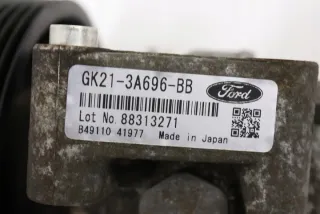 GK21-3A696-BB
Ford
Lot No. 88313271
B49110 41977 Made in Japan